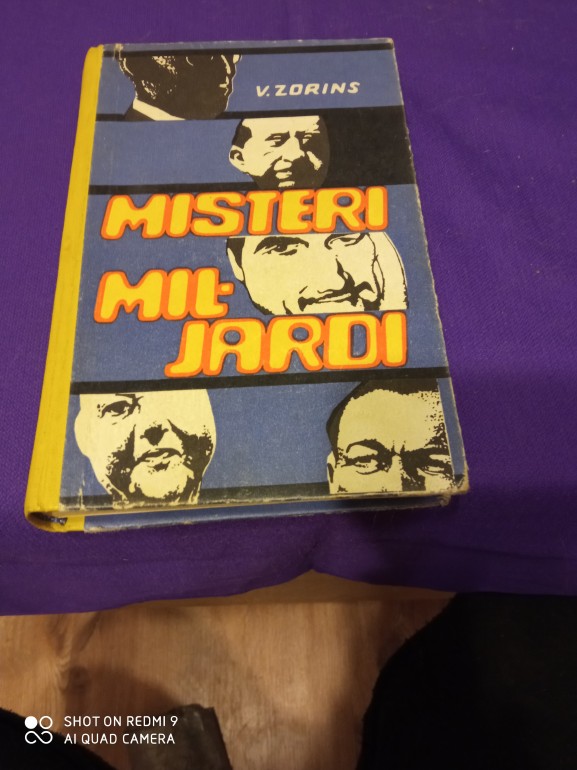 V.ZORINS
MISTERI
MIL-
JARDI
SHOT ON REDMI 9
AI QUAD CAMERA